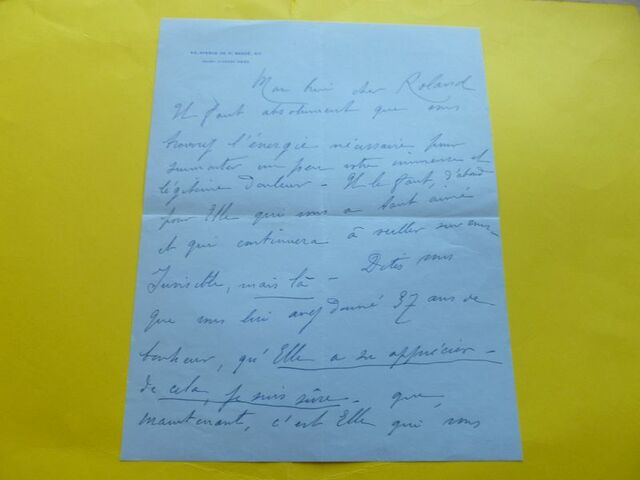 Mon bien cher Roland
Il faut absolument que vous
trouviez l'énergie nécessaire pour
surmonter un peu votre immense et
légitime douleur - Il le faut, d'abord
pour Elle qui vous a tant aimé
et qui continuera à veiller sur vous -
Invisible, mais là - Dites vous
que vous lui avez donné 37 ans de
bonheur, qu'Elle a su apprécier -
de cela, je suis sûre - que,
maintenant, c'est Elle qui vous